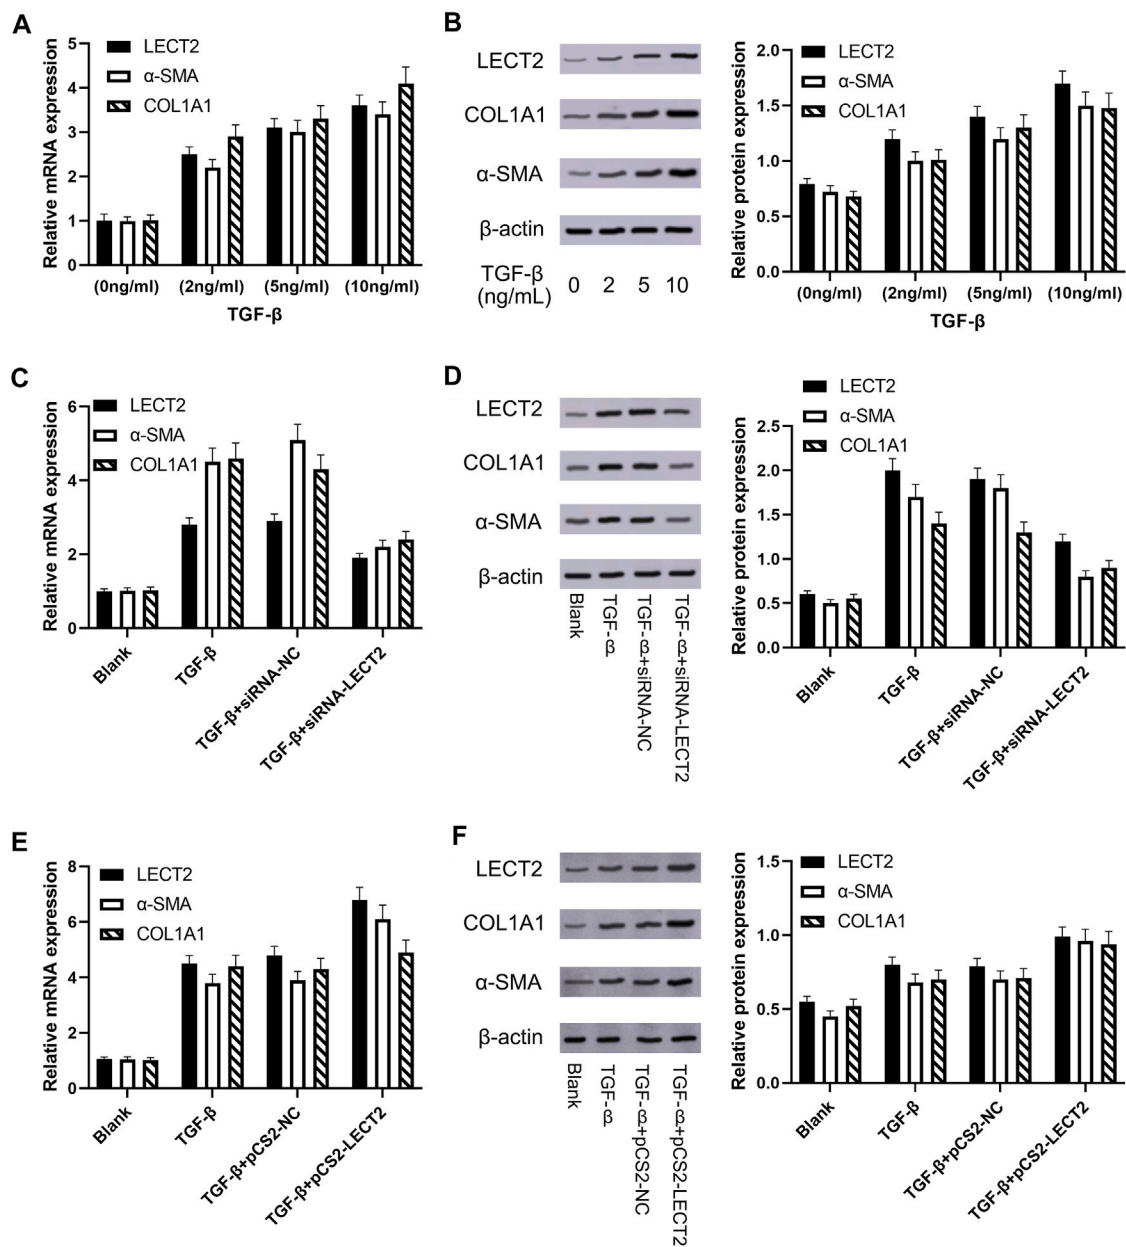 A
Relative mRNA expression
5
4
3
2
1
0
LECT2
α-SMA
COL1A1
(0ng/ml)
(2ng/ml)
(5ng/ml)
(10ng/ml)
TGF-β
B
LECT2
COL1A1
α-SMA
β-actin
TGF-β
(ng/mL)
0
2
5
10
Relative protein expression
2.0
1.5
1.0
0.5
0.0
LECT2
α-SMA
COL1A1
(0ng/ml)
(2ng/ml)
(5ng/ml)
(10ng/ml)
TGF-β
C
Relative mRNA expression
6
4
2
0
LECT2
α-SMA
COL1A1
Blank
TGF-β
TGF-β+siRNA-NC
TGF-β+siRNA-LECT2
D
LECT2
COL1A1
α-SMA
β-actin
Blank
TGF-β
TGF-β+siRNA-NC
TGF-β+siRNA-LECT2
Relative protein expression
2.5
2.0
1.5
1.0
0.5
0.0
LECT2
α-SMA
COL1A1
Blank
TGF-β
TGF-β+siRNA-NC
TGF-β+siRNA-LECT2
E
Relative mRNA expression
8
6
4
2
0
LECT2
α-SMA
COL1A1
Blank
TGF-β
TGF-β+pCS2-NC
TGF-β+pCS2-LECT2
F
LECT2
COL1A1
α-SMA
β-actin
Blank
TGF-β
TGF-β+pCS2-NC
TGF-β+pCS2-LECT2
Relative protein expression
1.5
1.0
0.5
0.0
LECT2
α-SMA
COL1A1
Blank
TGF-β
TGF-β+pCS2-NC
TGF-β+pCS2-LECT2